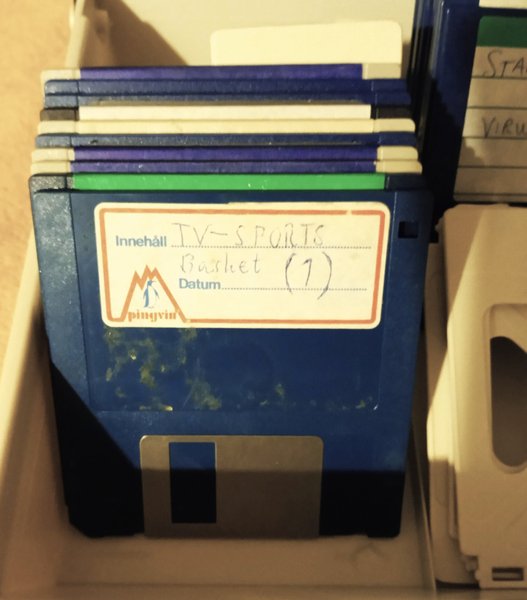 Innehåll TV-SPORTS
Basket (1)
Datum
pingvin
STA
VIRU